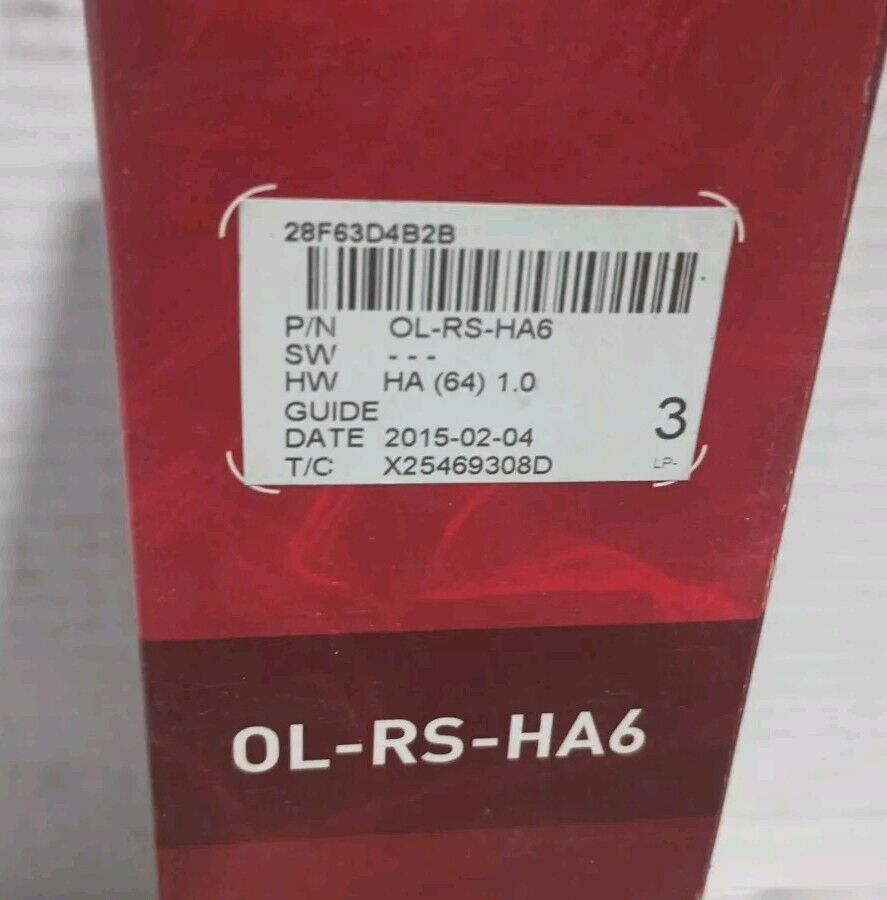 28F63D4B2B
P/N OL-RS-HA6
SW ---
HW HA (64) 1.0
GUIDE
DATE 2015-02-04
T/C X25469308D
3
LP-
OL-RS-HA6